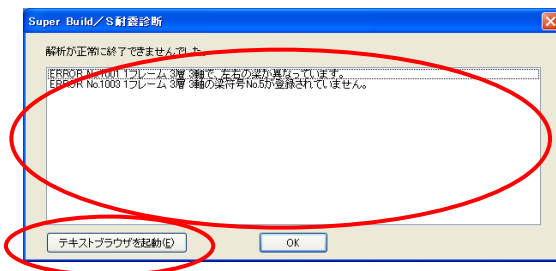 Super Build／S耐震診断
解析が正常に終了できませんでした。
ERROR No.1001 1フレーム 3層 3軸で、左右の梁が異なっています。
ERROR No.1003 1フレーム 3層 3軸の梁符号No.5が登録されていません。
テキストブラウザを起動(E) OK